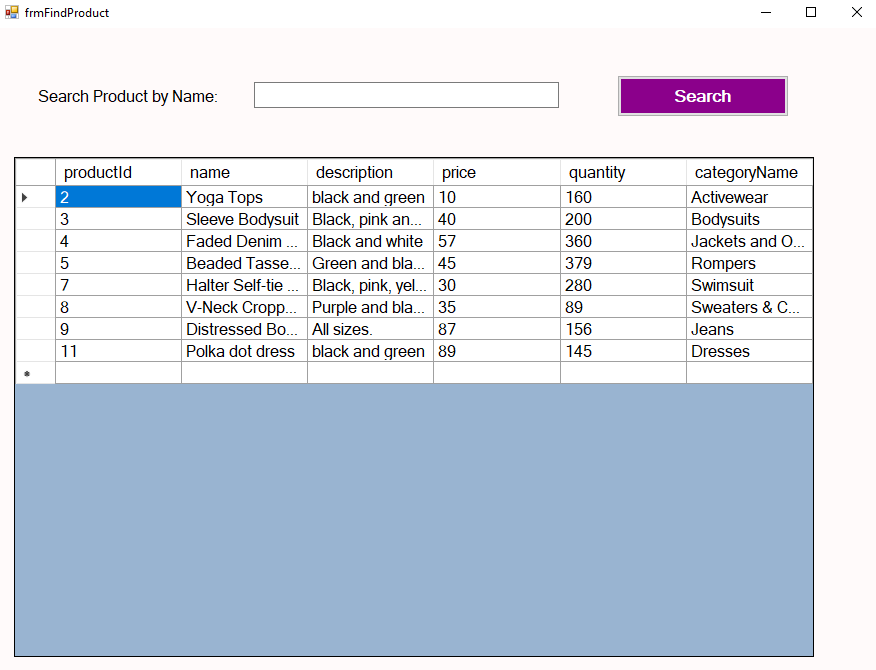 frmFindProduct
Search Product by Name: Search
productId name description price quantity categoryName
2 Yoga Tops black and green 10 160 Activewear
3 Sleeve Bodysuit Black, pink an... 40 200 Bodysuits
4 Faded Denim ... Black and white 57 360 Jackets and O...
5 Beaded Tasse... Green and bla... 45 379 Rompers
7 Halter Self-tie ... Black, pink, yel... 30 280 Swimsuit
8 V-Neck Cropp... Purple and bla... 35 89 Sweaters & C...
9 Distressed Bo... All sizes. 87 156 Jeans
11 Polka dot dress black and green 89 145 Dresses